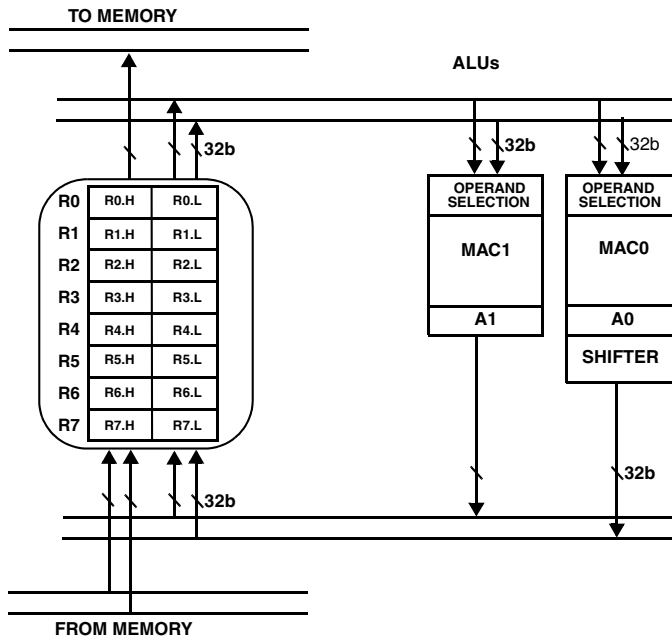 TO MEMORY
ALUs
32b
32b
32b
R0 R0.H R0.L
R1 R1.H R1.L
R2 R2.H R2.L
R3 R3.H R3.L
R4 R4.H R4.L
R5 R5.H R5.L
R6 R6.H R6.L
R7 R7.H R7.L
OPERAND
SELECTION
MAC1
A1
OPERAND
SELECTION
MAC0
A0
SHIFTER
32b
32b
FROM MEMORY